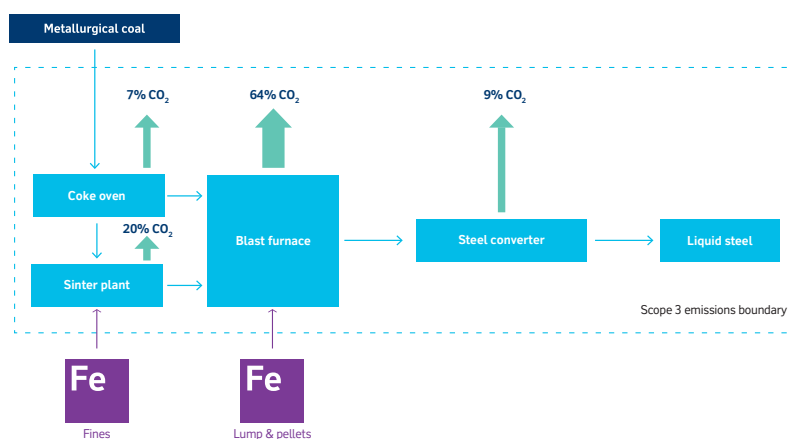 Metallurgical coal
7% CO₂
64% CO₂
9% CO₂
Coke oven
20% CO₂
Blast furnace
Steel converter
Liquid steel
Sinter plant
Scope 3 emissions boundary
Fe
Fe
Fines
Lump & pellets